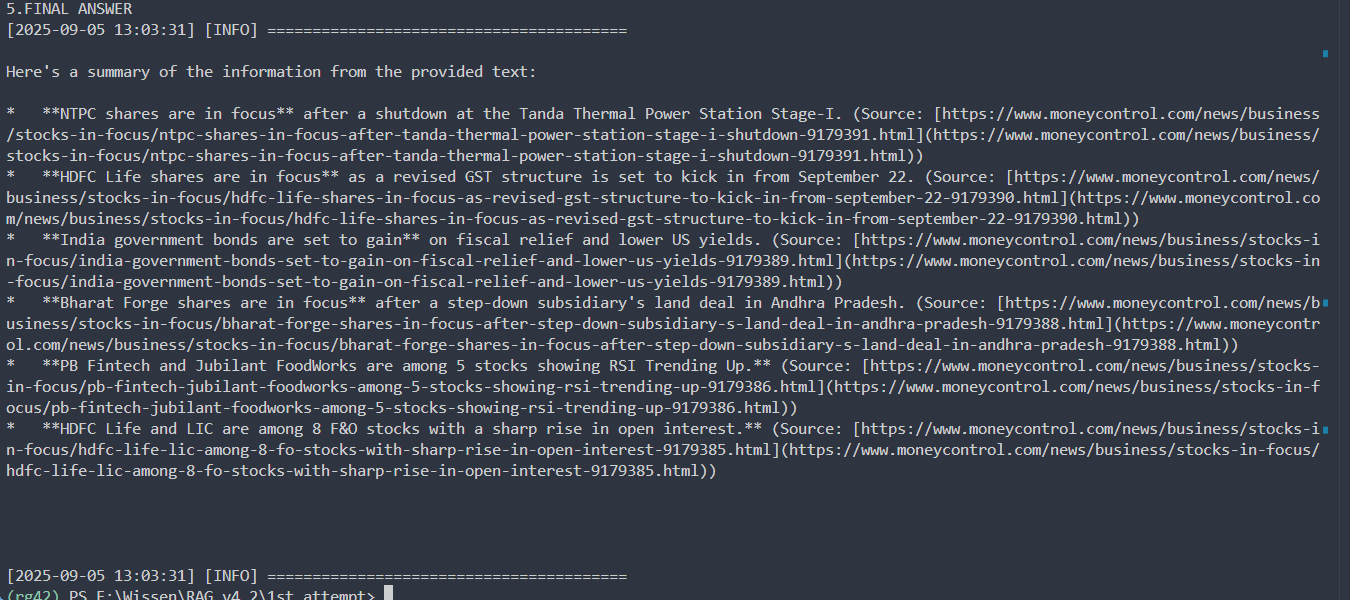 5.FINAL ANSWER
[2025-09-05 13:03:31] [INFO] ========================================
Here's a summary of the information from the provided text:
*   **NTPC shares are in focus** after a shutdown at the Tanda Thermal Power Station Stage-I. (Source: [https://www.moneycontrol.com/news/business
/stocks-in-focus/ntpc-shares-in-focus-after-tanda-thermal-power-station-stage-i-shutdown-9179391.html](https://www.moneycontrol.com/news/business/
stocks-in-focus/ntpc-shares-in-focus-after-tanda-thermal-power-station-stage-i-shutdown-9179391.html))
*   **HDFC Life shares are in focus** as a revised GST structure is set to kick in from September 22. (Source: [https://www.moneycontrol.com/news/
business/stocks-in-focus/hdfc-life-shares-in-focus-as-revised-gst-structure-to-kick-in-from-september-22-9179390.html](https://www.moneycontrol.co
m/news/business/stocks-in-focus/hdfc-life-shares-in-focus-as-revised-gst-structure-to-kick-in-from-september-22-9179390.html))
*   **India government bonds are set to gain** on fiscal relief and lower US yields. (Source: [https://www.moneycontrol.com/news/business/stocks-i
n-focus/india-government-bonds-set-to-gain-on-fiscal-relief-and-lower-us-yields-9179389.html](https://www.moneycontrol.com/news/business/stocks-in
-focus/india-government-bonds-set-to-gain-on-fiscal-relief-and-lower-us-yields-9179389.html))
*   **Bharat Forge shares are in focus** after a step-down subsidiary's land deal in Andhra Pradesh. (Source: [https://www.moneycontrol.com/news/b
usiness/stocks-in-focus/bharat-forge-shares-in-focus-after-step-down-subsidiary-s-land-deal-in-andhra-pradesh-9179388.html](https://www.moneycontr
ol.com/news/business/stocks-in-focus/bharat-forge-shares-in-focus-after-step-down-subsidiary-s-land-deal-in-andhra-pradesh-9179388.html))
*   **PB Fintech and Jubilant FoodWorks are among 5 stocks showing RSI Trending Up.** (Source: [https://www.moneycontrol.com/news/business/stocks-
in-focus/pb-fintech-jubilant-foodworks-among-5-stocks-showing-rsi-trending-up-9179386.html](https://www.moneycontrol.com/news/business/stocks-in-f
ocus/pb-fintech-jubilant-foodworks-among-5-stocks-showing-rsi-trending-up-9179386.html))
*   **HDFC Life and LIC are among 8 F&O stocks with a sharp rise in open interest.** (Source: [https://www.moneycontrol.com/news/business/stocks-i
n-focus/hdfc-life-lic-among-8-fo-stocks-with-sharp-rise-in-open-interest-9179385.html](https://www.moneycontrol.com/news/business/stocks-in-focus/
hdfc-life-lic-among-8-fo-stocks-with-sharp-rise-in-open-interest-9179385.html))
[2025-09-05 13:03:31] [INFO] ========================================
(rg42) PS E:\Wissen\RAG v4.2\1st attempt>